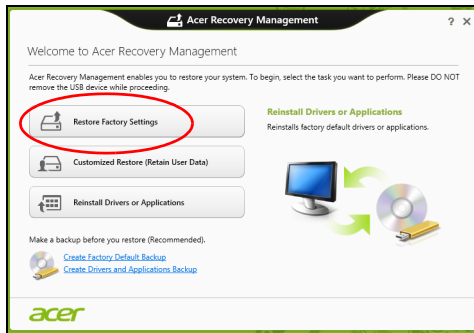 Acer Recovery Management
? X
Welcome to Acer Recovery Management
Acer Recovery Management enables you to restore your system. To begin, select the task you want to perform. Please DO NOT
remove the USB device while proceeding.
Restore Factory Settings
Reinstall Drivers or Applications
Reinstalls factory default drivers or applications.
Customized Restore (Retain User Data)
Reinstall Drivers or Applications
Make a backup before you restore (Recommended).
Create Factory Default Backup
Create Drivers and Applications Backup
acer